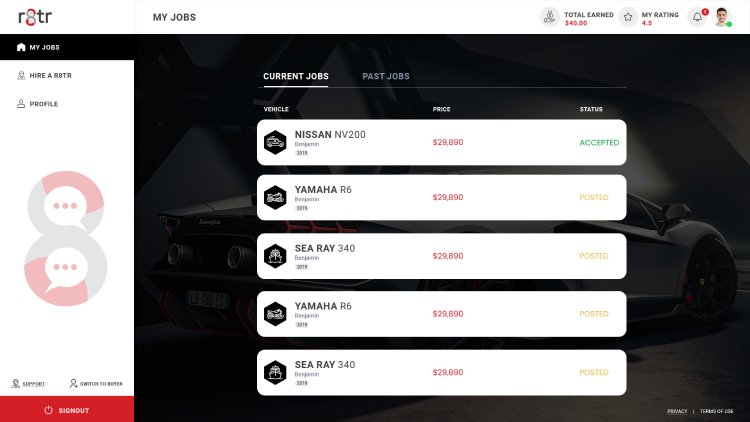 r8tr
MY JOBS
TOTAL EARNED
$40.00
MY RATING
4.5
1
MY JOBS
HIRE A R8TR
PROFILE
CURRENT JOBS
PAST JOBS
VEHICLE
PRICE
STATUS
NISSAN NV200
Benjamin
2019
$29,890
ACCEPTED
YAMAHA R6
Benjamin
2019
$29,890
POSTED
SEA RAY 340
Benjamin
2019
$29,890
POSTED
YAMAHA R6
Benjamin
2019
$29,890
POSTED
SEA RAY 340
Benjamin
2019
$29,890
POSTED
SUPPORT
SWITCH TO BUYER
SIGNOUT
PRIVACY | TERMS OF USE